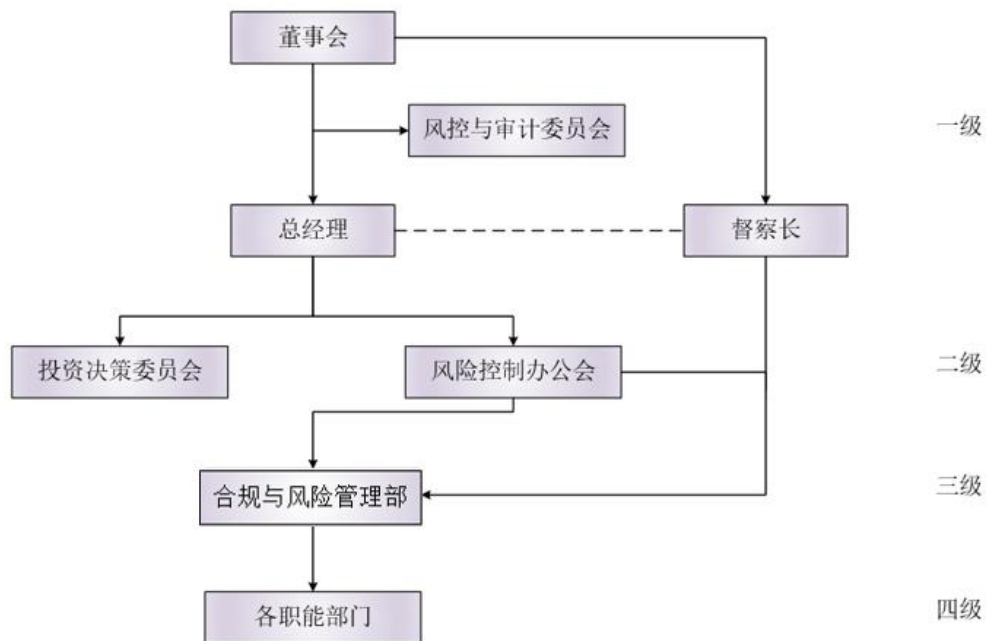 董事会
风控与审计委员会
一级
总经理
督察长
投资决策委员会
风险控制办公会
二级
合规与风险管理部
三级
各职能部门
四级